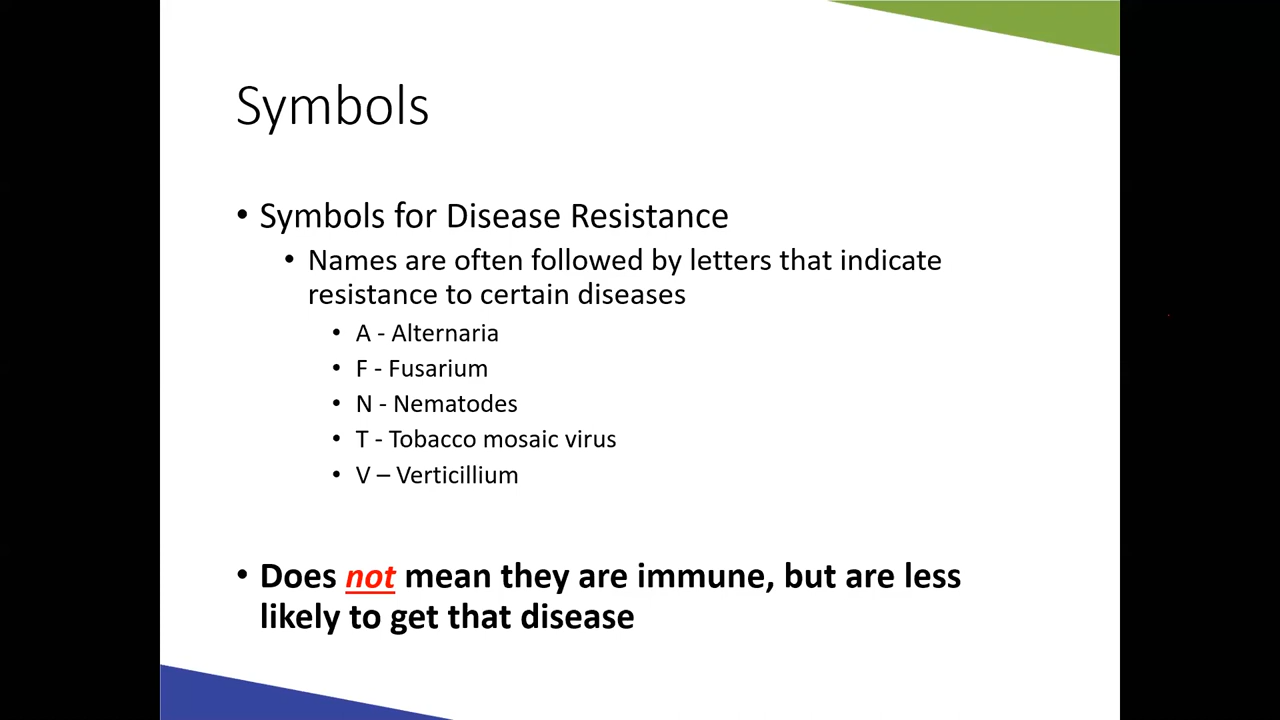 Symbols
• Symbols for Disease Resistance
• Names are often followed by letters that indicate
resistance to certain diseases
• A - Alternaria
• F - Fusarium
• N - Nematodes
• T - Tobacco mosaic virus
• V – Verticillium
• Does not mean they are immune, but are less
likely to get that disease